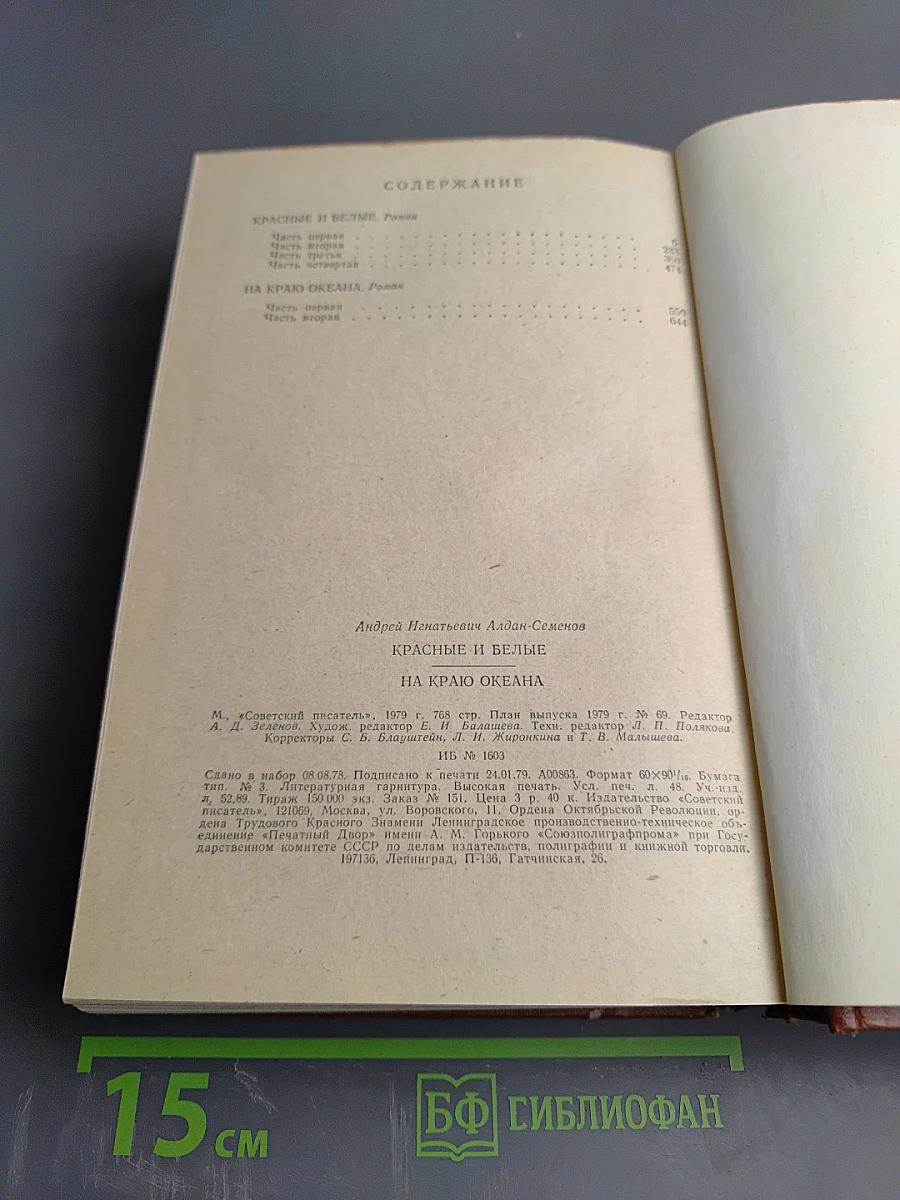 СОДЕРЖАНИЕ
КРАСНЫЕ И БЕЛЫЕ. Роман
Часть первая . . . . . . . . . . . . . . . . 6
Часть вторая . . . . . . . . . . . . . . . .
Часть третья . . . . . . . . . . . . . . . .
Часть четвертая . . . . . . . . . . . . . . . 474
НА КРАЮ ОКЕАНА. Роман
Часть первая . . . . . . . . . . . . . . . . 550
Часть вторая . . . . . . . . . . . . . . . . 644
Андрей Игнатьевич Алдан-Семенов
КРАСНЫЕ И БЕЛЫЕ
НА КРАЮ ОКЕАНА
М., «Советский писатель», 1979 г. 768 стр. План выпуска 1979 г. № 69. Редактор
А. Д. Зеленов. Худож. редактор Е. И. Балашева. Техн. редактор Л. П. Полякова.
Корректоры С. Б. Блауштейн, Л. И. Жиронкина и Т. В. Малышева.
ИБ № 1603
Сдано в набор 08.08.78. Подписано к печати 24.01.79. А00863. Формат 60×90¹/₁₆. Бумага
тип. № 3. Литературная гарнитура. Высокая печать. Усл. печ. л. 48. Уч.-изд.
л. 52,89. Тираж 150 000 экз. Заказ № 151. Цена 3 р. 40 к. Издательство «Советский
писатель», 121069, Москва, ул. Воровского, 11. Ордена Октябрьской Революции, ор-
дена Трудового Красного Знамени Ленинградское производственно-техническое объ-
единение «Печатный Двор» имени А. М. Горького «Союзполиграфпрома» при Госу-
дарственном комитете СССР по делам издательств, полиграфии и книжной торговли.
197136, Ленинград, П-136, Гатчинская, 26.
15 см
БФ БИБЛИОФАН